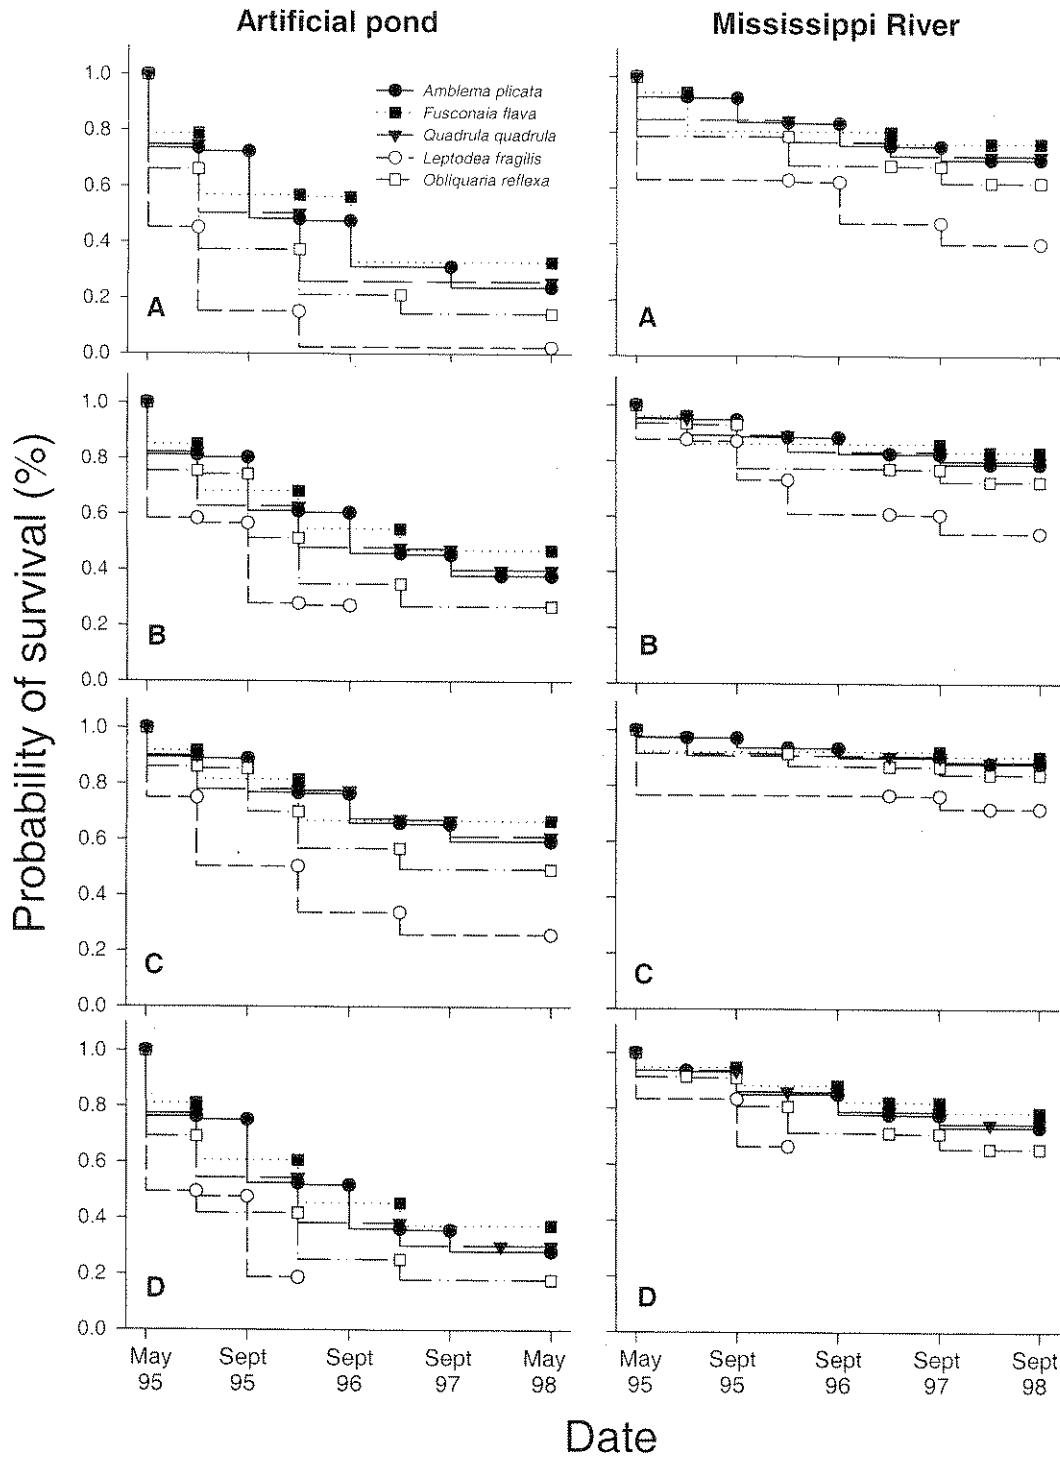 Artificial pond
Mississippi River
Probability of survival (%)
1.0
0.8
0.6
0.4
0.2
0.0
Amblema plicata
Fusconaia flava
Quadrula quadrula
Leptodea fragilis
Obliquaria reflexa
A
A
1.0
0.8
0.6
0.4
0.2
0.0
B
B
1.0
0.8
0.6
0.4
0.2
0.0
C
C
1.0
0.8
0.6
0.4
0.2
0.0
D
D
May Sept Sept Sept May
95 95 96 97 98
May Sept Sept Sept Sept
95 95 96 97 98
Date